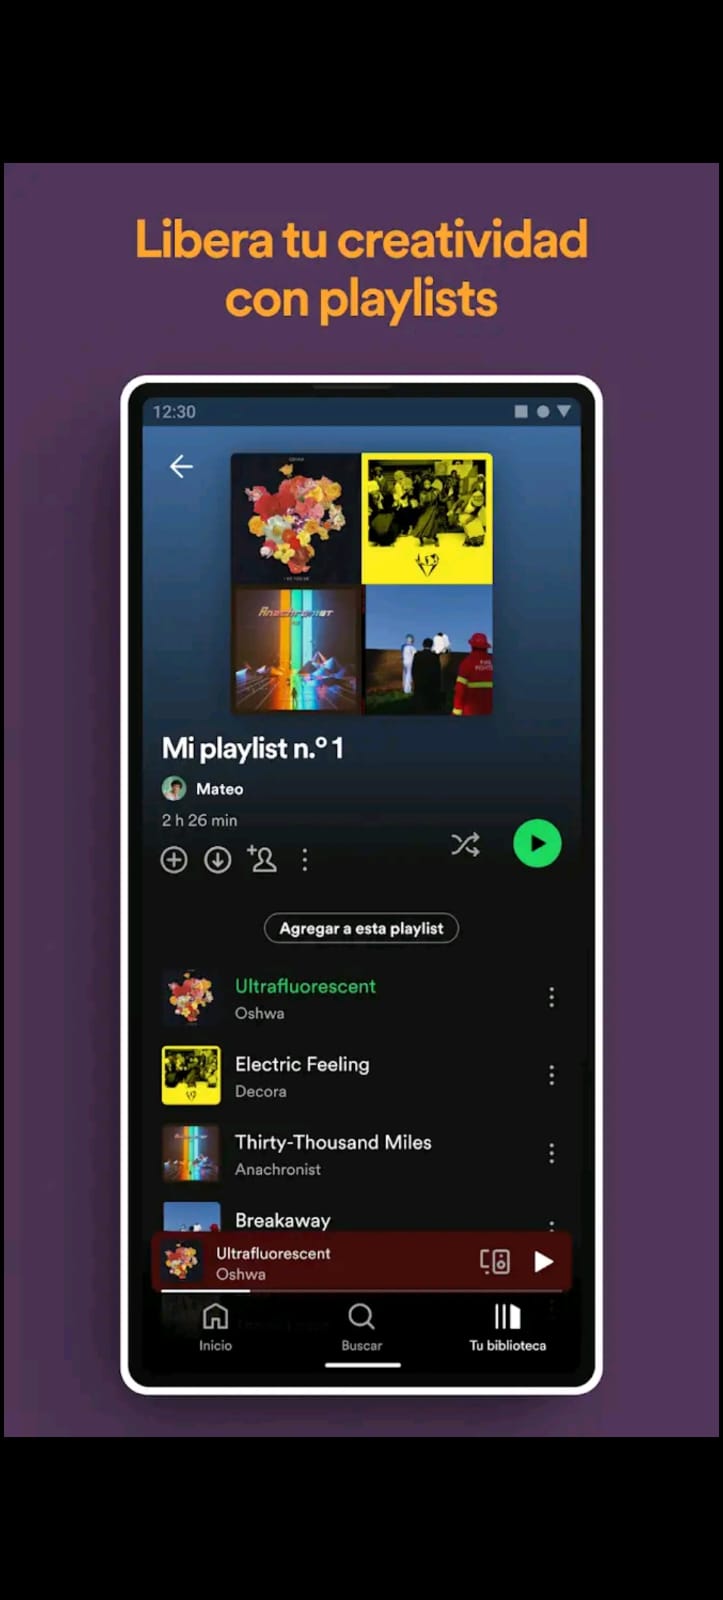 Libera tu creatividad
con playlists
12:30
Anachronist
Mi playlist n.º 1
Mateo
2 h 26 min
Agregar a esta playlist
Ultrafluorescent
Oshwa
Electric Feeling
Decora
Thirty-Thousand Miles
Anachronist
Breakaway
Ultrafluorescent
Oshwa
Inicio
Buscar
Tu biblioteca